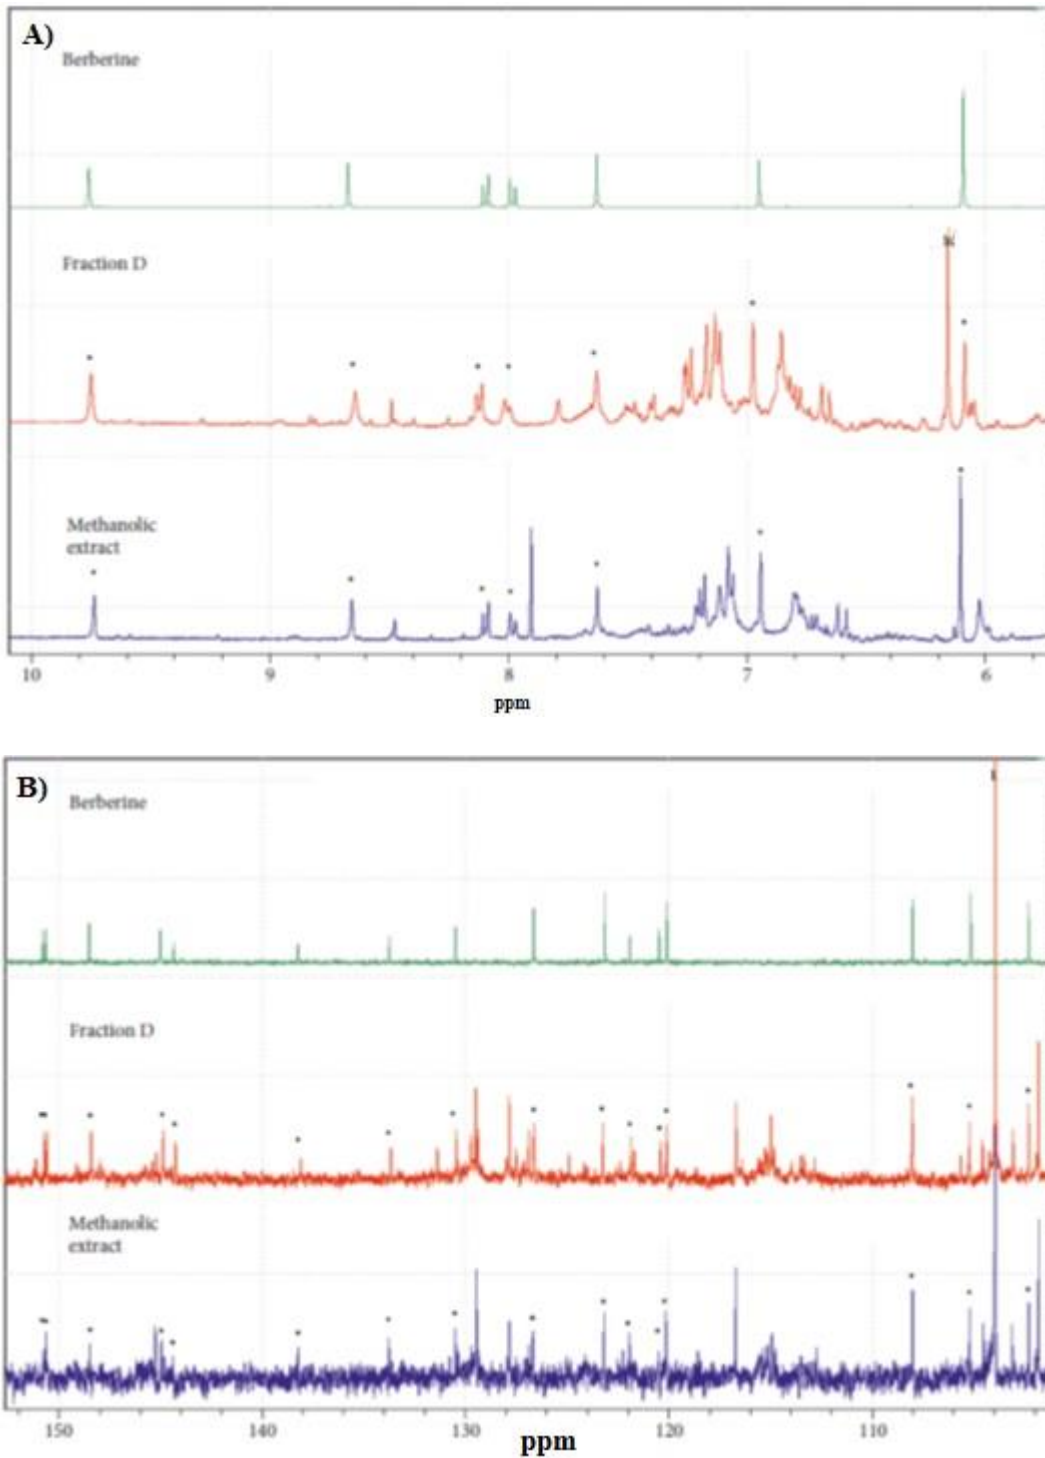 A)
Berberine
Fraction D
Methanolic
extract
10 9 8 7 6
ppm
B)
Berberine
Fraction D
Methanolic
extract
150 140 130 120 110
ppm